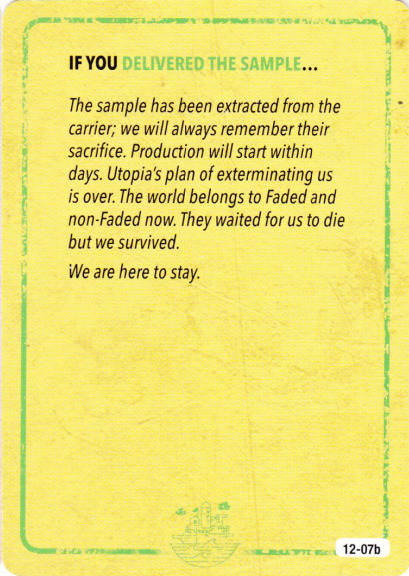 IF YOU DELIVERED THE SAMPLE...
The sample has been extracted from the
carrier; we will always remember their
sacrifice. Production will start within
days. Utopia's plan of exterminating us
is over. The world belongs to Faded and
non-Faded now. They waited for us to die
but we survived.
We are here to stay.
12-07b